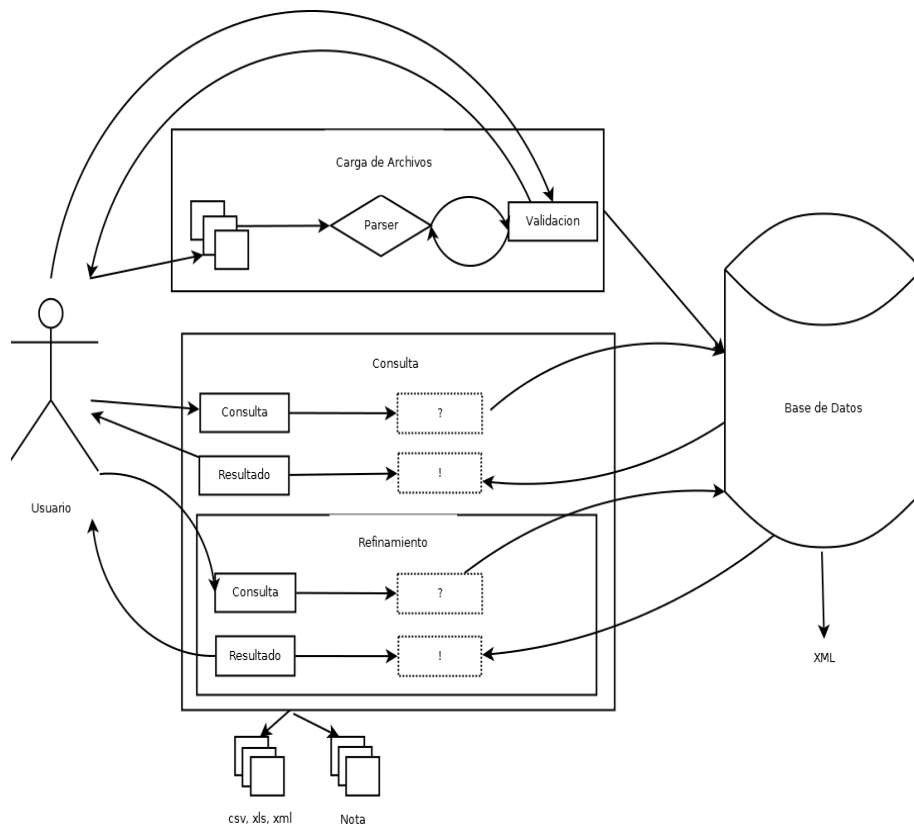 Carga de Archivos
Parser
Validacion
Consulta
Consulta
?
Base de Datos
Resultado
!
Usuario
Refinamiento
Consulta
?
Resultado
!
XML
csv, xls, xml
Nota